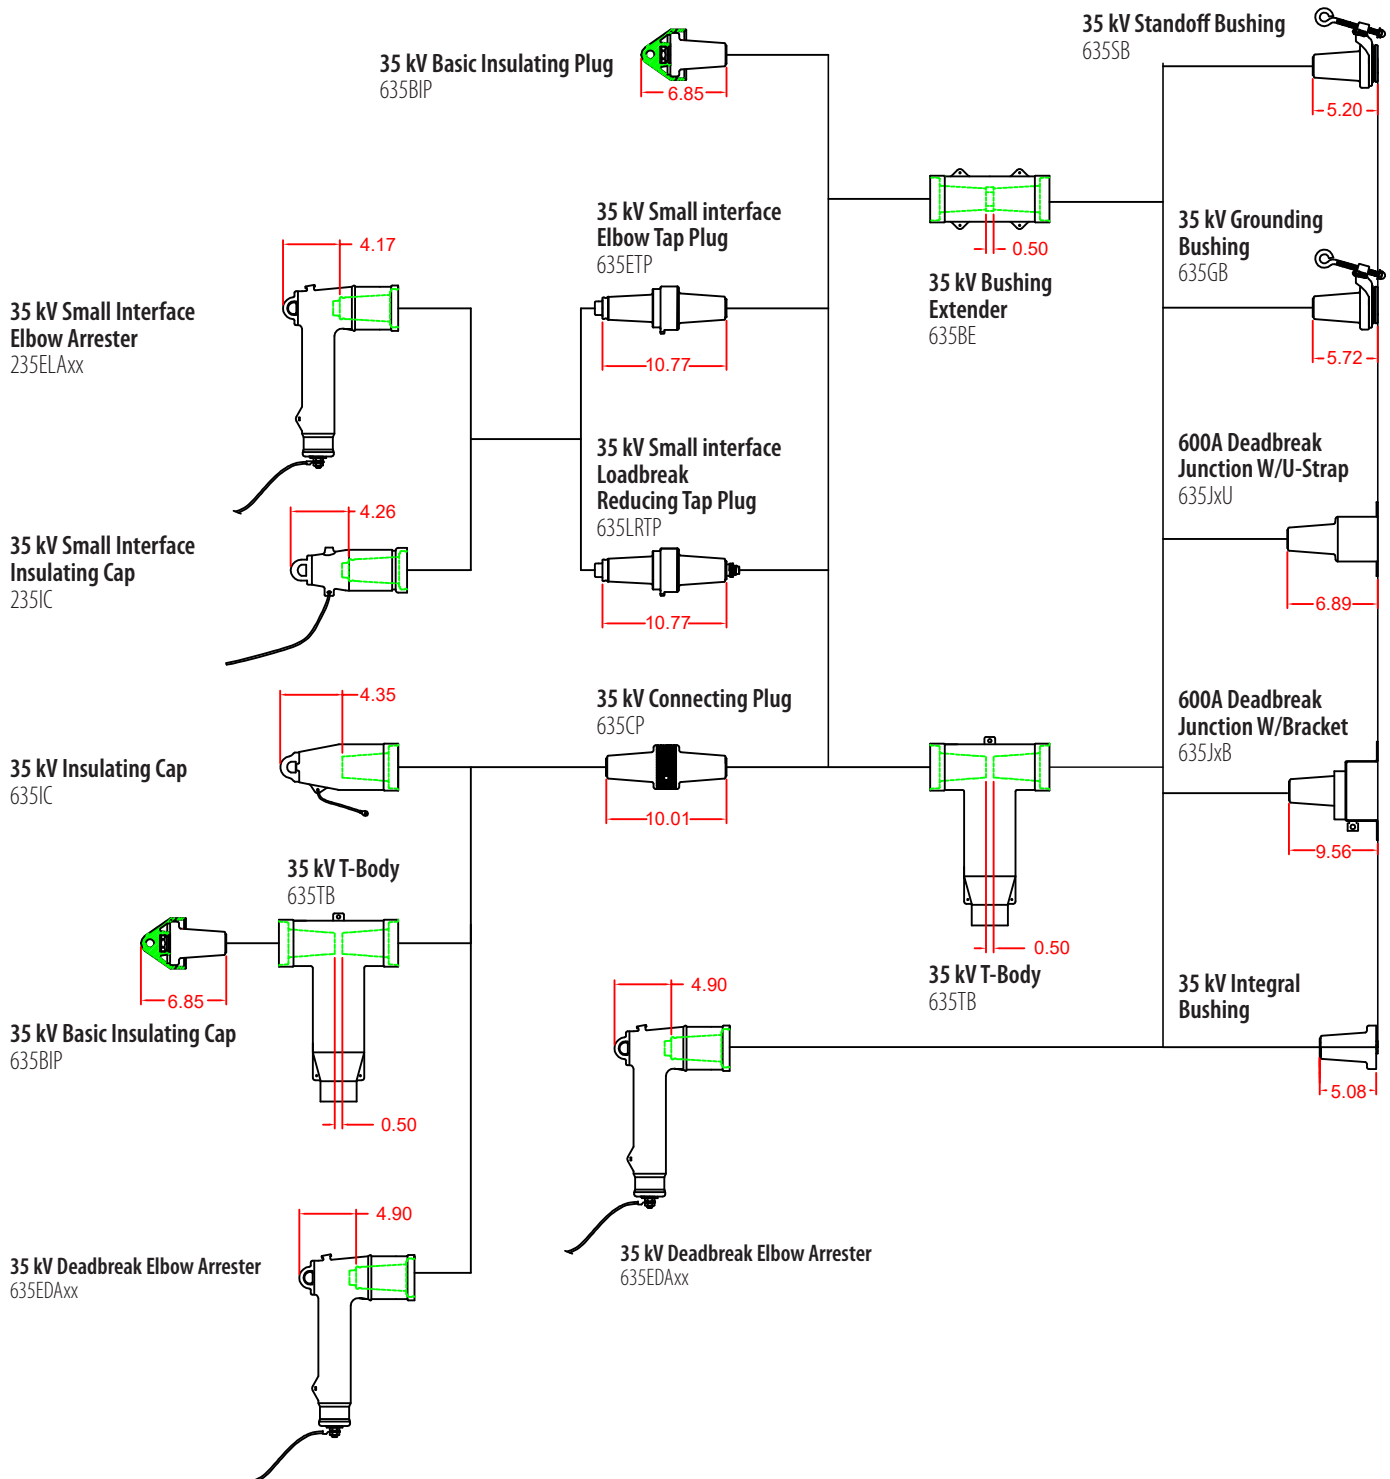 35 kV Standoff Bushing
635SB
5.20
35 kV Basic Insulating Plug
635BIP
6.85
35 kV Small interface
Elbow Tap Plug
635ETP
10.77
35 kV Grounding
Bushing
635GB
5.72
0.50
35 kV Bushing
Extender
635BE
4.17
35 kV Small Interface
Elbow Arrester
235ELAxx
35 kV Small interface
Loadbreak
Reducing Tap Plug
635LRTP
10.77
600A Deadbreak
Junction W/U-Strap
635JxU
6.89
4.26
35 kV Small Interface
Insulating Cap
235IC
4.35
35 kV Insulating Cap
635IC
35 kV Connecting Plug
635CP
10.01
600A Deadbreak
Junction W/Bracket
635JxB
9.56
35 kV T-Body
635TB
6.85
35 kV Basic Insulating Cap
635BIP
0.50
0.50
35 kV T-Body
635TB
4.90
35 kV Integral
Bushing
5.08
4.90
35 kV Deadbreak Elbow Arrester
635EDAxx
35 kV Deadbreak Elbow Arrester
635EDAxx